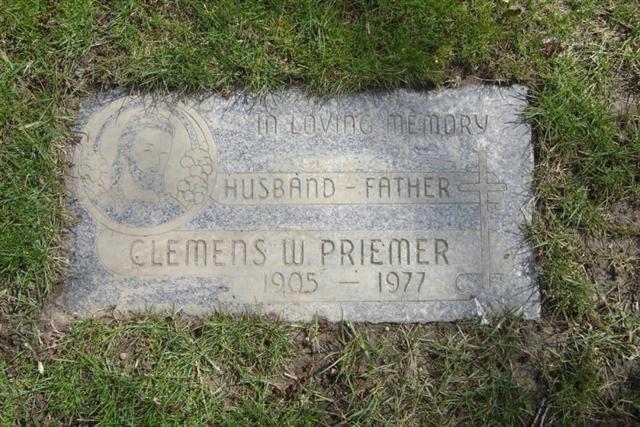 IN LOVING MEMORY
HUSBAND - FATHER
CLEMENS W. PRIEMER
1905 — 1977